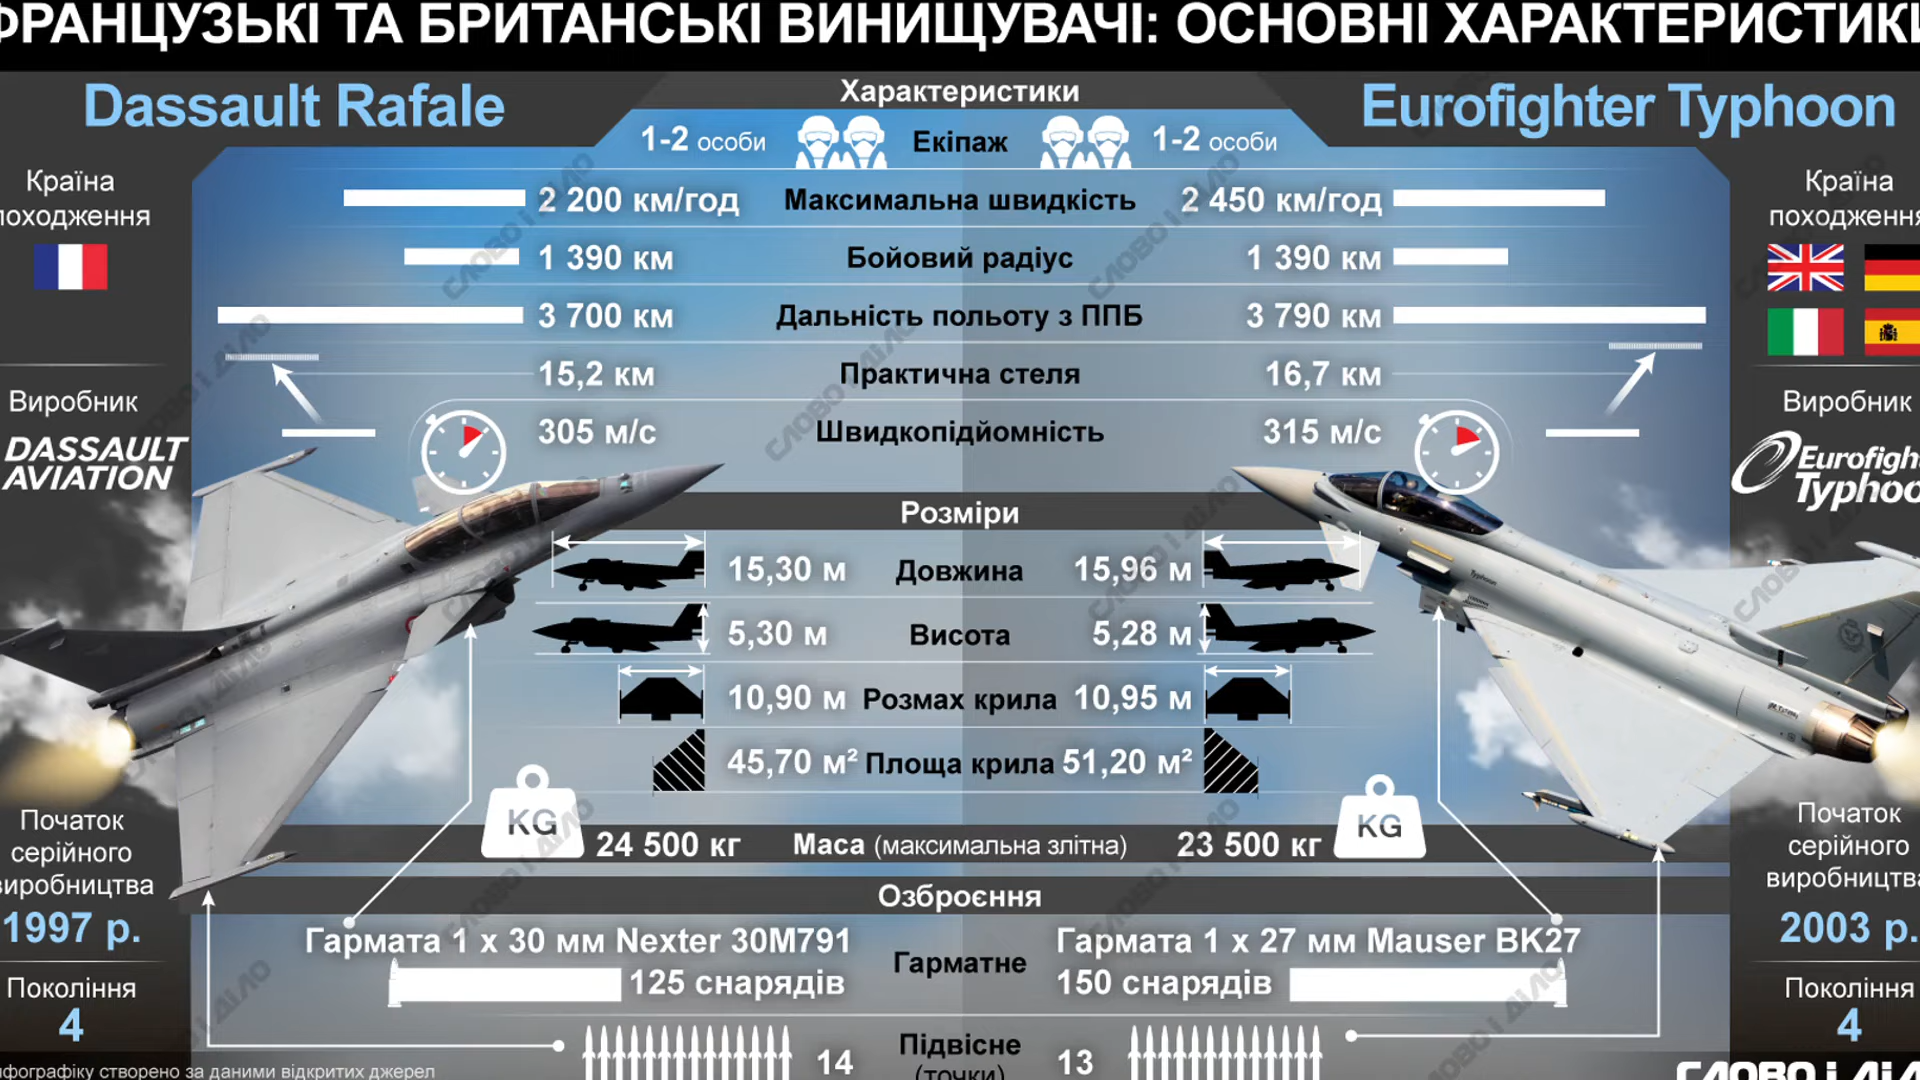 ФРАНЦУЗЬКІ ТА БРИТАНСЬКІ ВИНИЩУВАЧІ: ОСНОВНІ ХАРАКТЕРИСТИКИ
Dassault Rafale
Характеристики
Eurofighter Typhoon
1-2 особи Екіпаж 1-2 особи
2 200 км/год Максимальна швидкість 2 450 км/год
1 390 км Бойовий радіус 1 390 км
3 700 км Дальність польоту з ППБ 3 790 км
15,2 км Практична стеля 16,7 км
305 м/с Швидкопідйомність 315 м/с
Країна
походження
Виробник
DASSAULT
AVIATION
Країна
походження
Виробник
Eurofigh
Typhoo
Розміри
15,30 м Довжина 15,96 м
5,30 м Висота 5,28 м
10,90 м Розмах крила 10,95 м
45,70 м² Площа крила 51,20 м²
KG 24 500 кг Маса (максимальна злітна) 23 500 кг KG
Початок
серійного
виробництва
1997 р.
Покоління
4
Початок
серійного
виробництва
2003 р.
Покоління
4
Озброєння
Гармата 1 х 30 мм Nexter 30M791
125 снарядів
Гарматне
Гармата 1 х 27 мм Mauser BK27
150 снарядів
14 Підвісне 13
(точки)
нфографіку створено за даними відкритих джерел
СЛОВО і ДІЛО
Typhoon